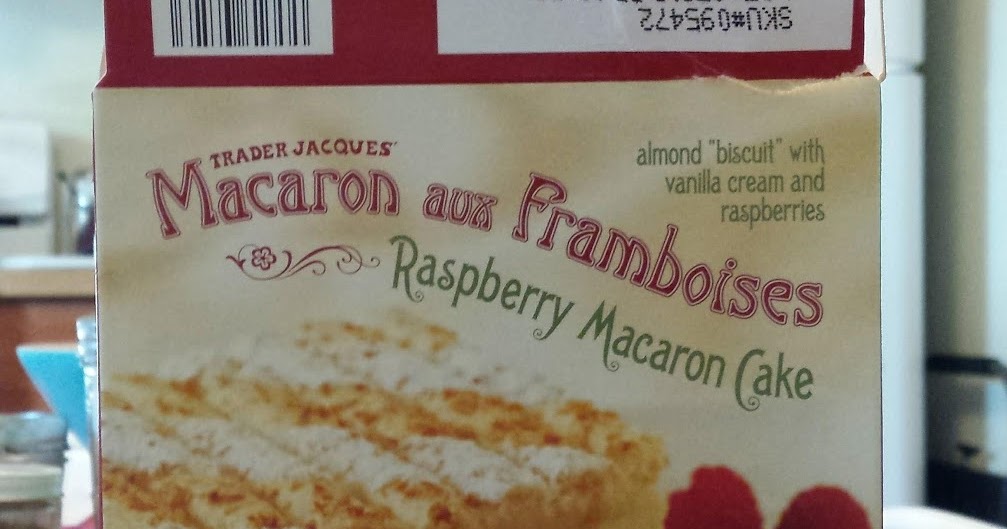 SKU#095472
TRADER JACQUES'
Macaron aux Framboises
Raspberry Macaron Cake
almond "biscuit" with
vanilla cream and
raspberries